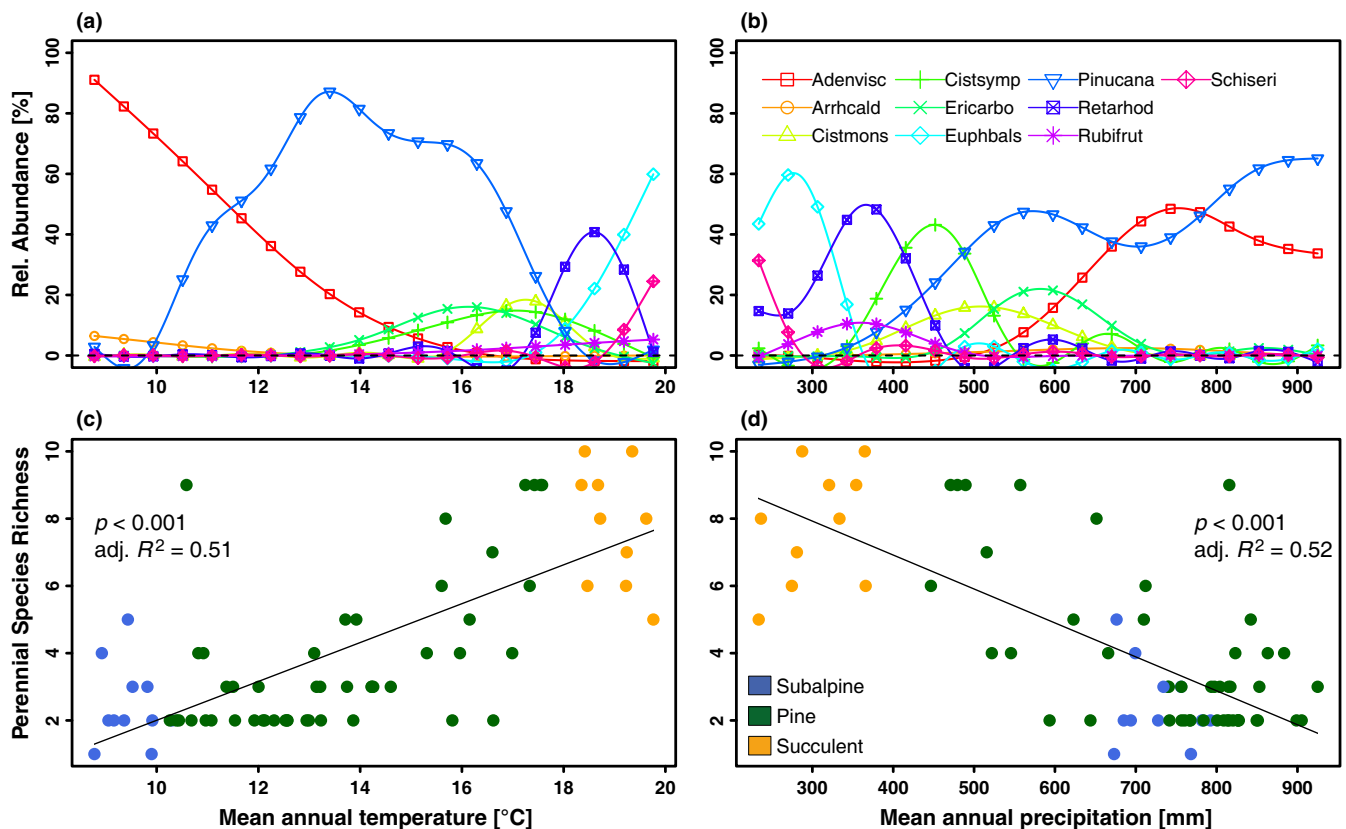 (a)
(b)
100
80
60
40
20
0
Rel. Abundance [%]
10 12 14 16 18 20
100
80
60
40
20
0
Adenvisc Cistsymp Pinucana Schiseri
Arrhcald Ericarbo Retarhod
Cistmons Euphbals Rubifrut
300 400 500 600 700 800 900
(c)
(d)
10
8
6
4
2
Perennial Species Richness
p < 0.001
adj. R² = 0.51
10 12 14 16 18 20
Mean annual temperature [°C]
10
8
6
4
2
p < 0.001
adj. R² = 0.52
Subalpine
Pine
Succulent
300 400 500 600 700 800 900
Mean annual precipitation [mm]